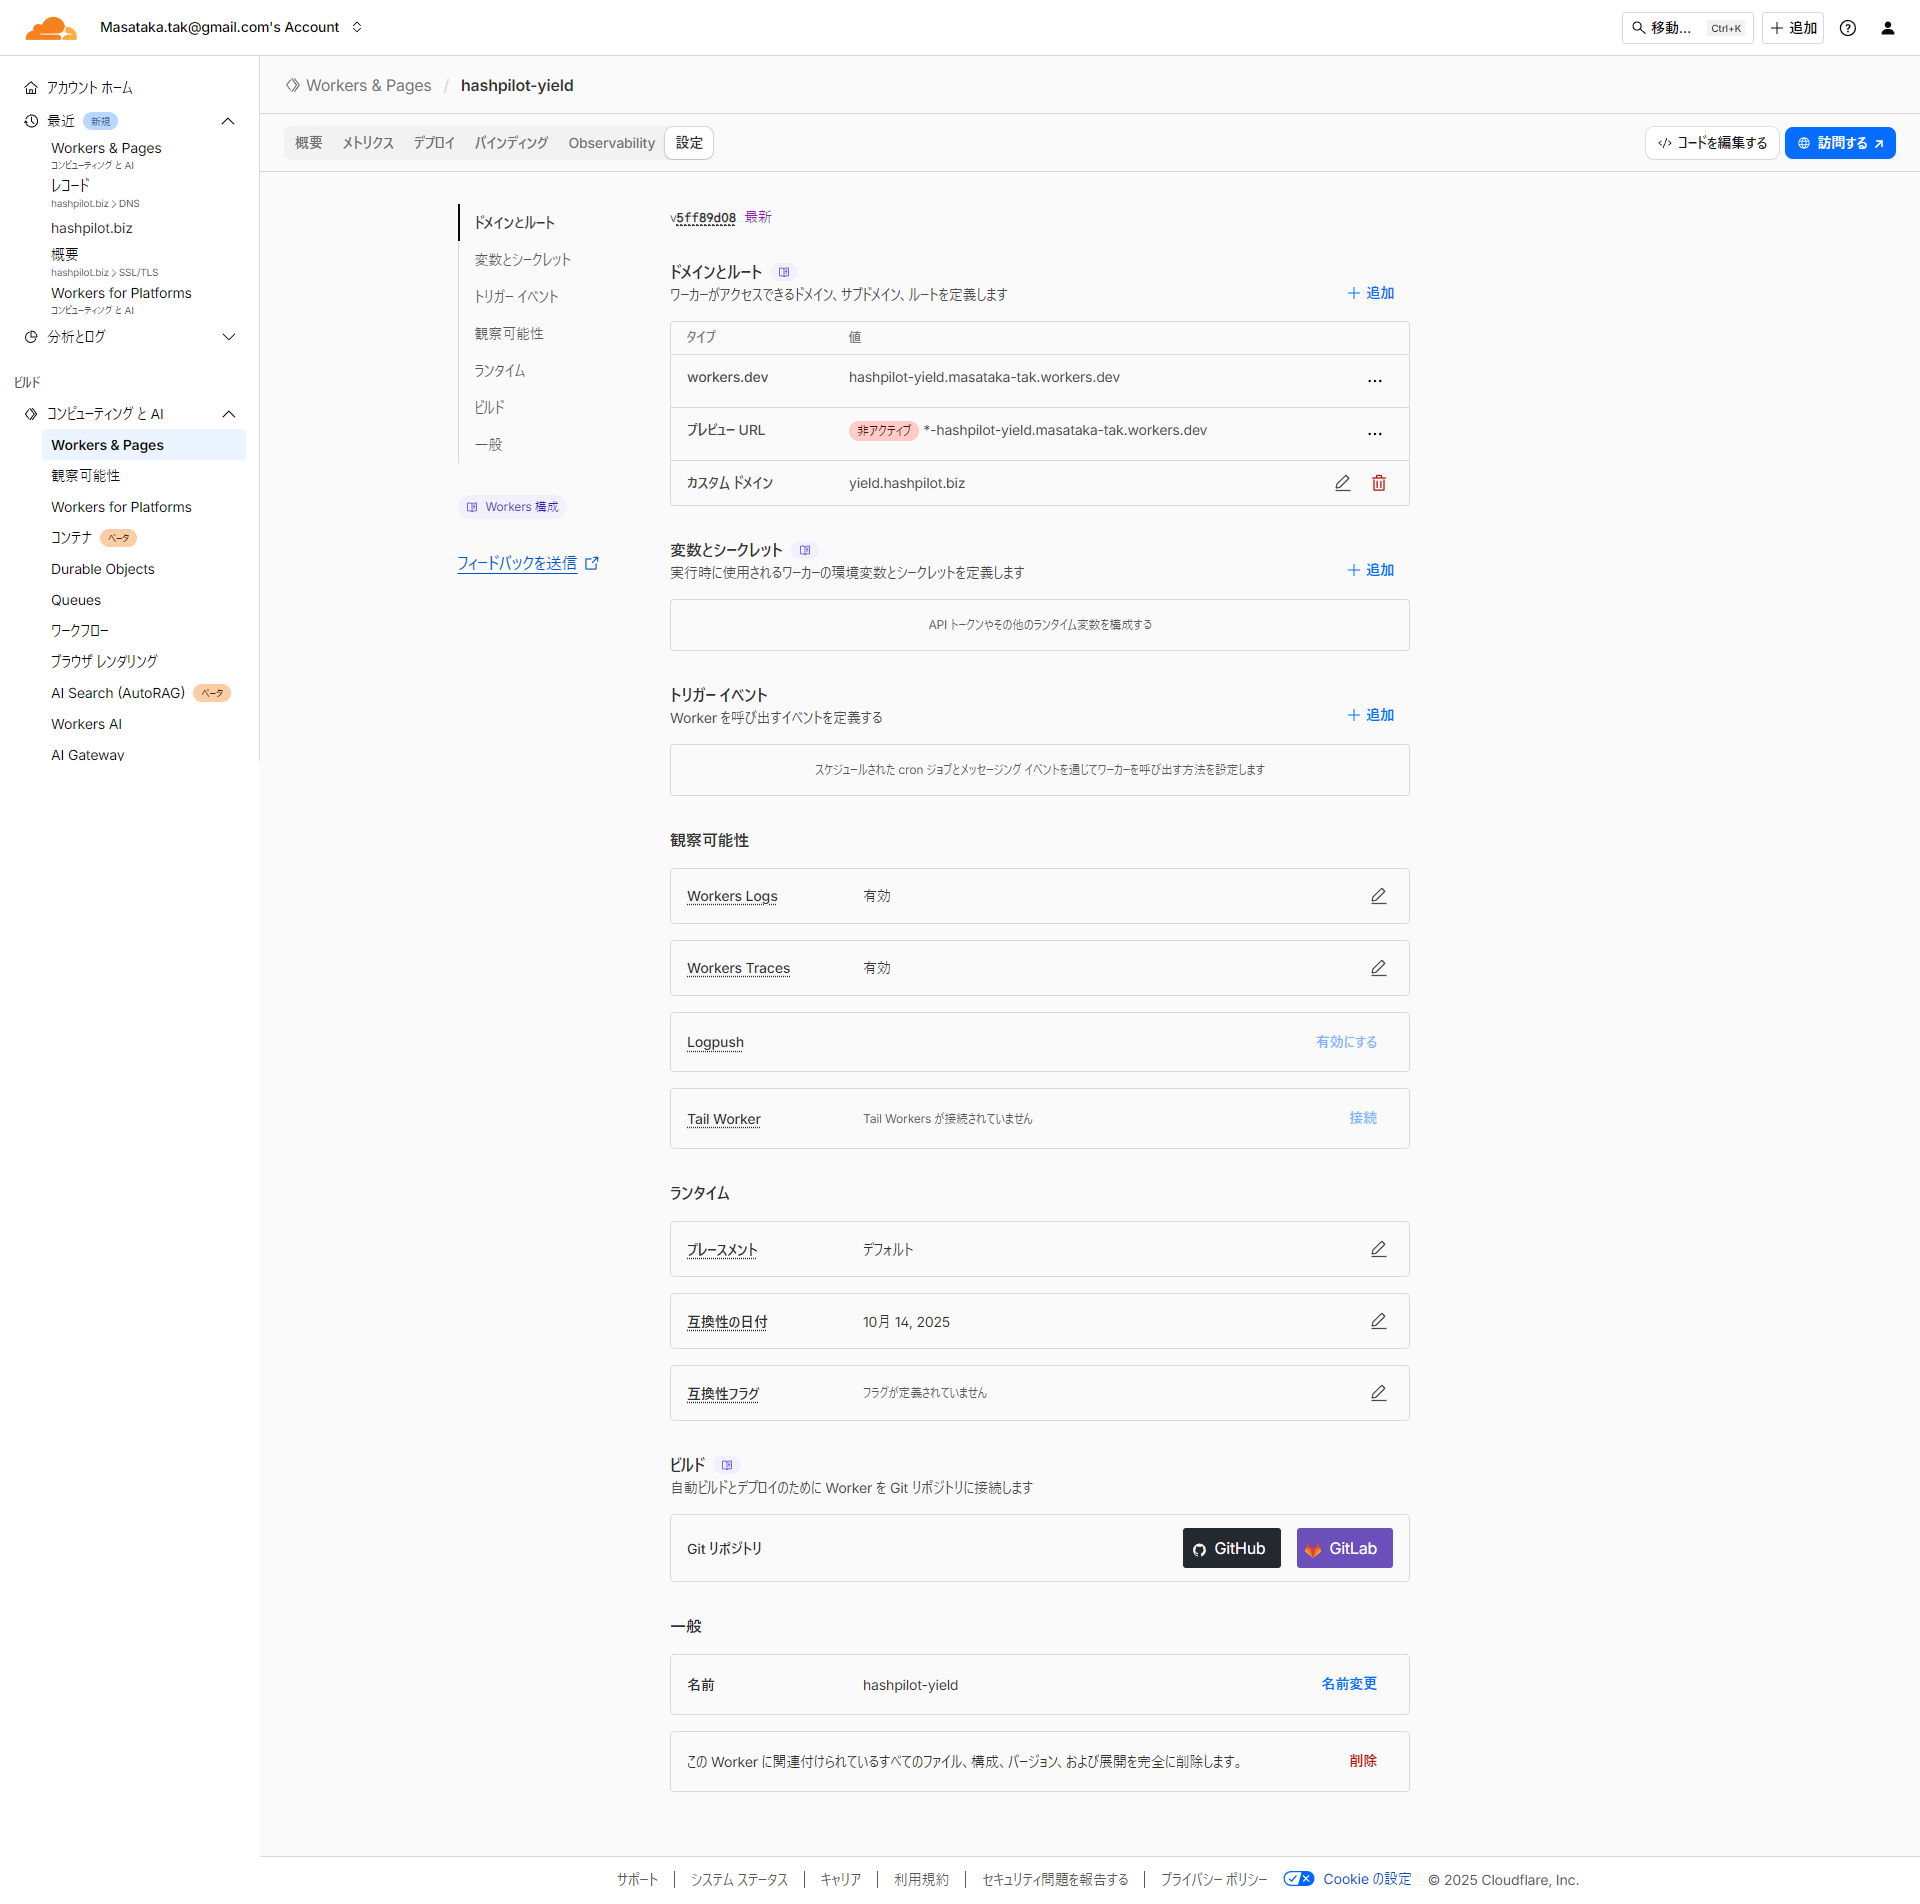 Masataka.tak@gmail.com's Account
移動... Ctrl+K
追加
アカウント ホーム
最近 新規
Workers & Pages
コンピューティング と AI
レコード
hashpilot.biz > DNS
hashpilot.biz
概要
hashpilot.biz > SSL/TLS
Workers for Platforms
コンピューティング と AI
分析とログ
ビルド
コンピューティング と AI
Workers & Pages
観察可能性
Workers for Platforms
コンテナ ベータ
Durable Objects
Queues
ワークフロー
ブラウザ レンダリング
AI Search (AutoRAG) ベータ
Workers AI
AI Gateway
Workers & Pages / hashpilot-yield
概要 メトリクス デプロイ バインディング Observability 設定
コードを編集する
訪問する
ドメインとルート
変数とシークレット
トリガー イベント
観察可能性
ランタイム
ビルド
一般
Workers 構成
フィードバックを送信
v5ff89d08 最新
ドメインとルート
ワーカーがアクセスできるドメイン、サブドメイン、ルートを定義します
追加
タイプ 値
workers.dev hashpilot-yield.masataka-tak.workers.dev ...
プレビュー URL 非アクティブ *-hashpilot-yield.masataka-tak.workers.dev ...
カスタム ドメイン yield.hashpilot.biz
変数とシークレット
実行時に使用されるワーカーの環境変数とシークレットを定義します
追加
API トークンやその他のランタイム変数を構成する
トリガー イベント
Worker を呼び出すイベントを定義する
追加
スケジュールされた cron ジョブとメッセージング イベントを通じてワーカーを呼び出す方法を設定します
観察可能性
Workers Logs 有効
Workers Traces 有効
Logpush 有効にする
Tail Worker Tail Workers が接続されていません 接続
ランタイム
プレースメント デフォルト
互換性の日付 10月 14, 2025
互換性フラグ フラグが定義されていません
ビルド
自動ビルドとデプロイのために Worker を Git リポジトリに接続します
Git リポジトリ GitHub GitLab
一般
名前 hashpilot-yield 名前変更
この Worker に関連付けられているすべてのファイル、構成、バージョン、および展開を完全に削除します。 削除
サポート システム ステータス キャリア 利用規約 セキュリティ問題を報告する プライバシー ポリシー Cookie の設定 © 2025 Cloudflare, Inc.